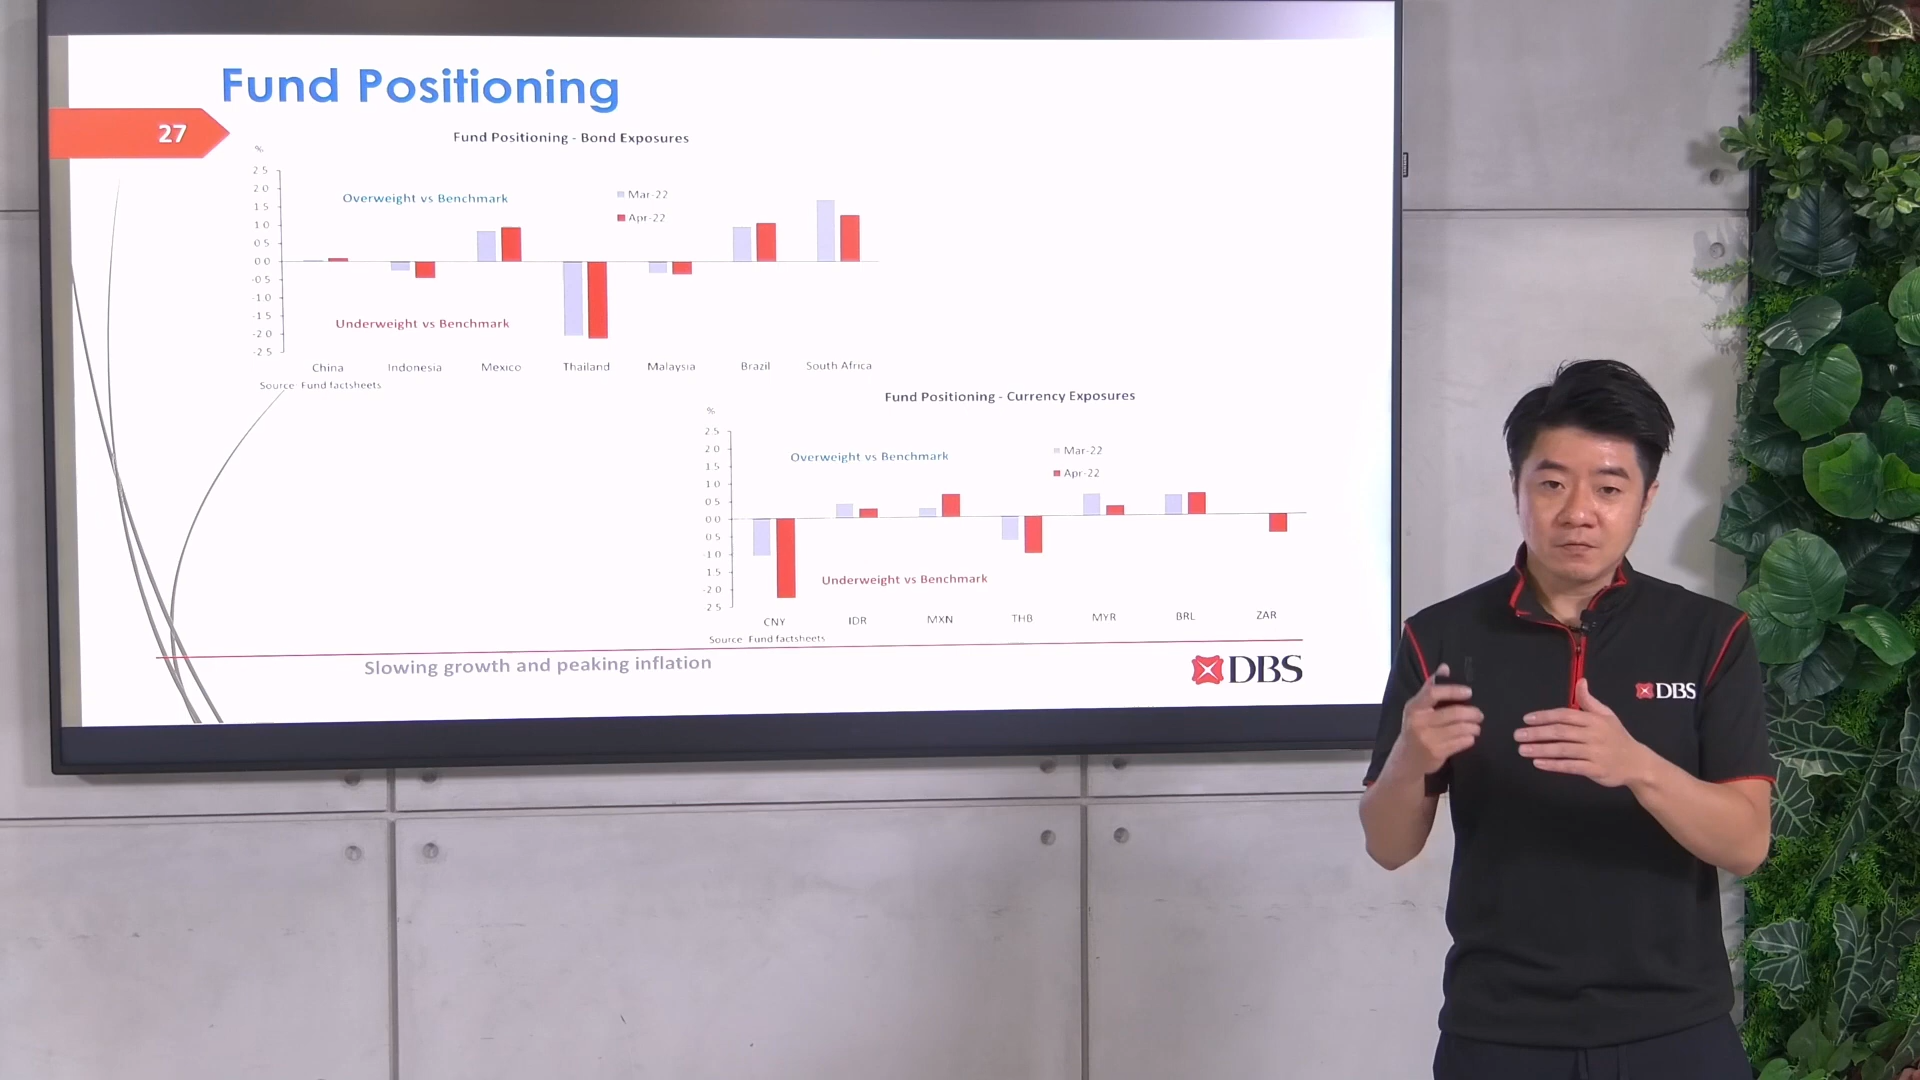 Fund Positioning
27
Fund Positioning - Bond Exposures
%
2 5
2 0
1 5
1 0
0 5
0 0
-0 5
-1 0
-1 5
-2 0
-2 5
Overweight vs Benchmark
Mar-22
Apr-22
Underweight vs Benchmark
China Indonesia Mexico Thailand Malaysia Brazil South Africa
Source Fund factsheets
Fund Positioning - Currency Exposures
%
2 5
2 0
1 5
1 0
0 5
0 0
0 5
1 0
1 5
-2 0
2 5
Overweight vs Benchmark
Mar-22
Apr-22
Underweight vs Benchmark
CNY IDR MXN THB MYR BRL ZAR
Source Fund factsheets
Slowing growth and peaking inflation
DBS
DBS